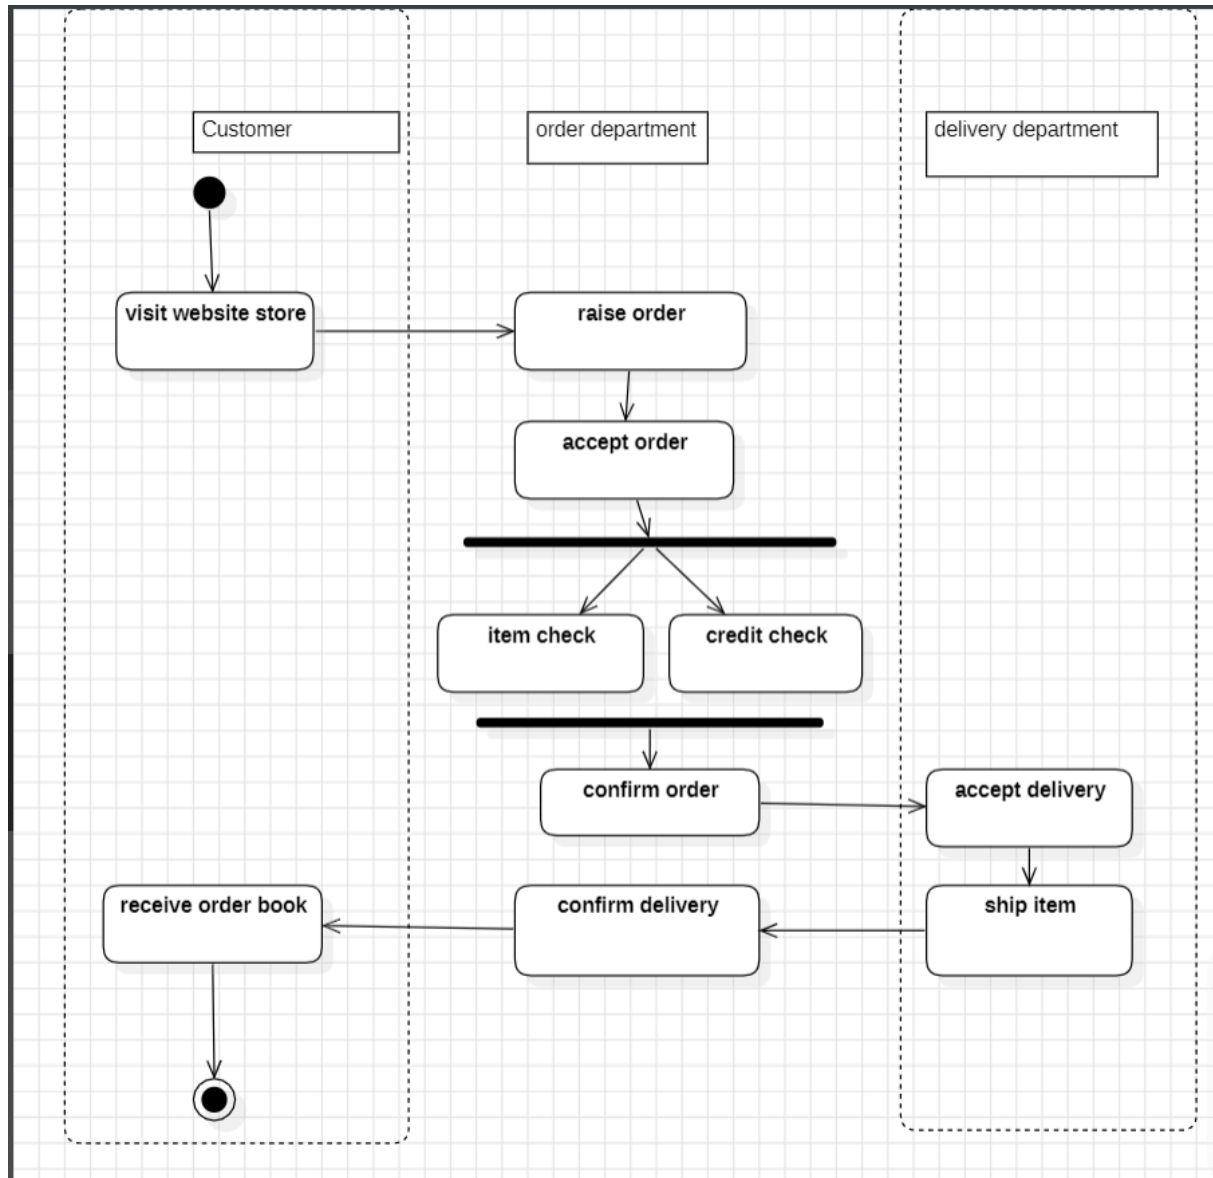 Customer
order department
delivery department
visit website store
raise order
accept order
item check
credit check
confirm order
accept delivery
receive order book
confirm delivery
ship item